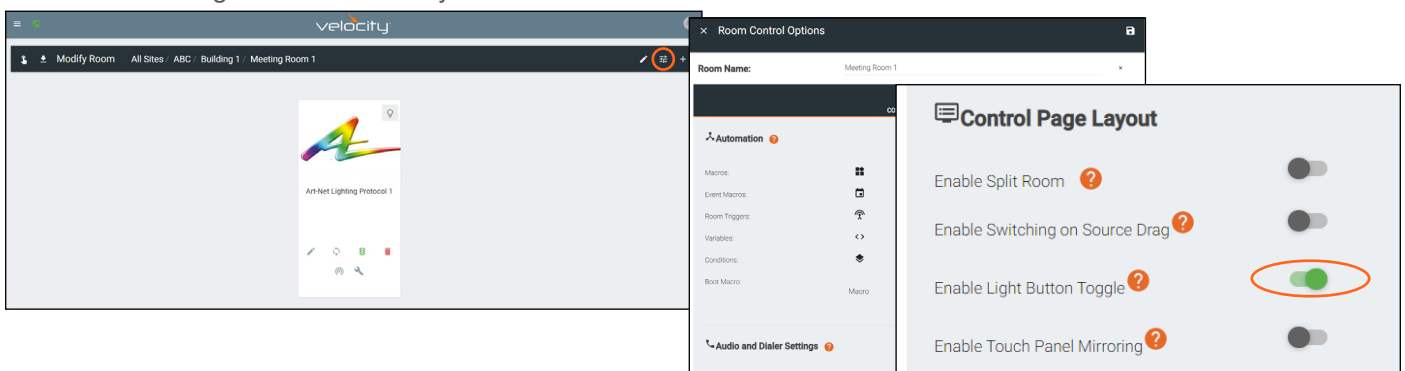 velocity
Modify Room All Sites / ABC / Building 1 / Meeting Room 1
Art-Net Lighting Protocol 1
× Room Control Options
Room Name: Meeting Room 1 ×
Automation ?
Macros:
Event Macros:
Room Triggers:
Variables:
Conditions:
Boot Macro:
Macro
Audio and Dialer Settings ?
Control Page Layout
Enable Split Room ?
Enable Switching on Source Drag ?
Enable Light Button Toggle ?
Enable Touch Panel Mirroring ?